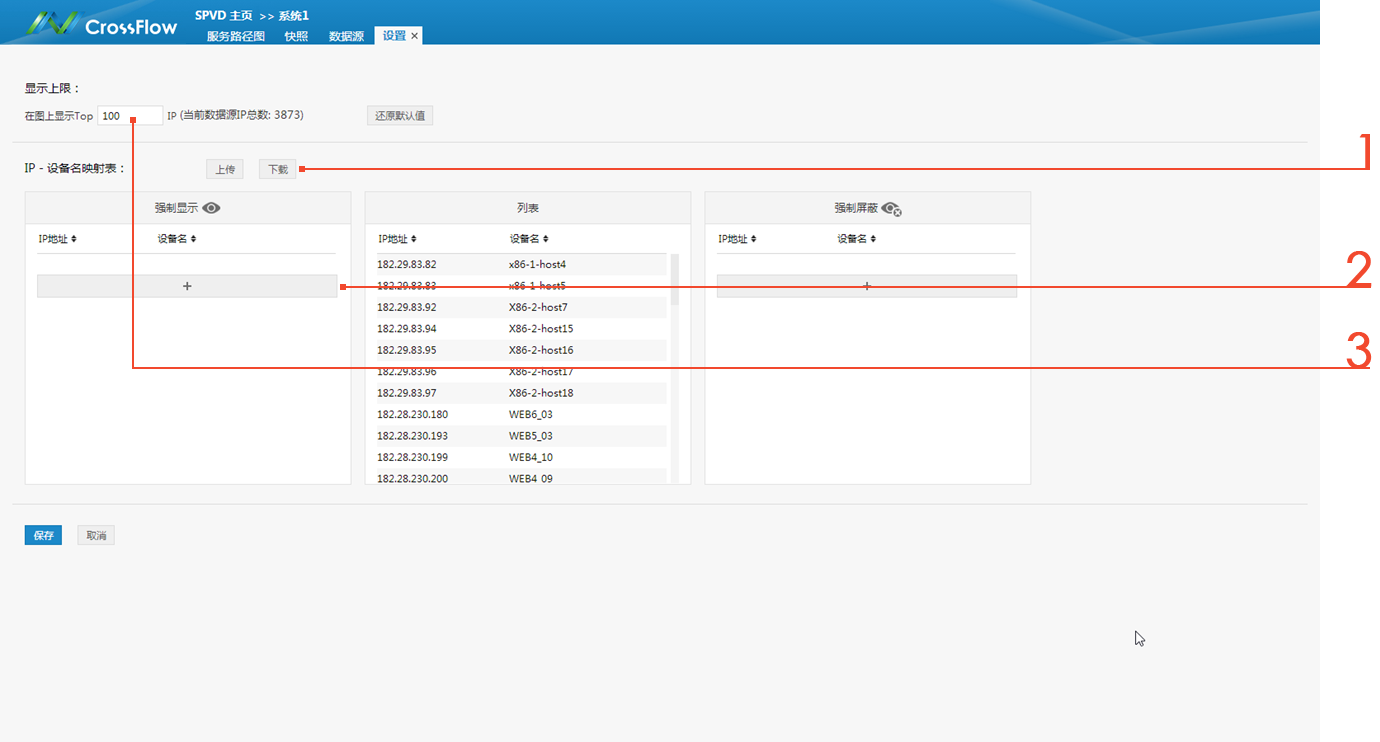 CrossFlow
SPVD 主页 >> 系统1
服务路径图 快照 数据源 设置 ×
显示上限：
在图上显示Top 100 IP (当前数据源IP总数: 3873) 还原默认值
IP - 设备名映射表： 上传 下载
1
强制显示 列表 强制屏蔽
IP地址 设备名 IP地址 设备名 IP地址 设备名
182.29.83.82 x86-1-host4
+ 182.29.83.83 x86-1-host5 +
2
182.29.83.92 X86-2-host7
182.29.83.94 X86-2-host15
182.29.83.95 X86-2-host16
3
182.29.83.96 X86-2-host17
182.29.83.97 X86-2-host18
182.28.230.180 WEB6_03
182.28.230.193 WEB5_03
182.28.230.199 WEB4_10
182.28.230.200 WEB4_09
保存 取消